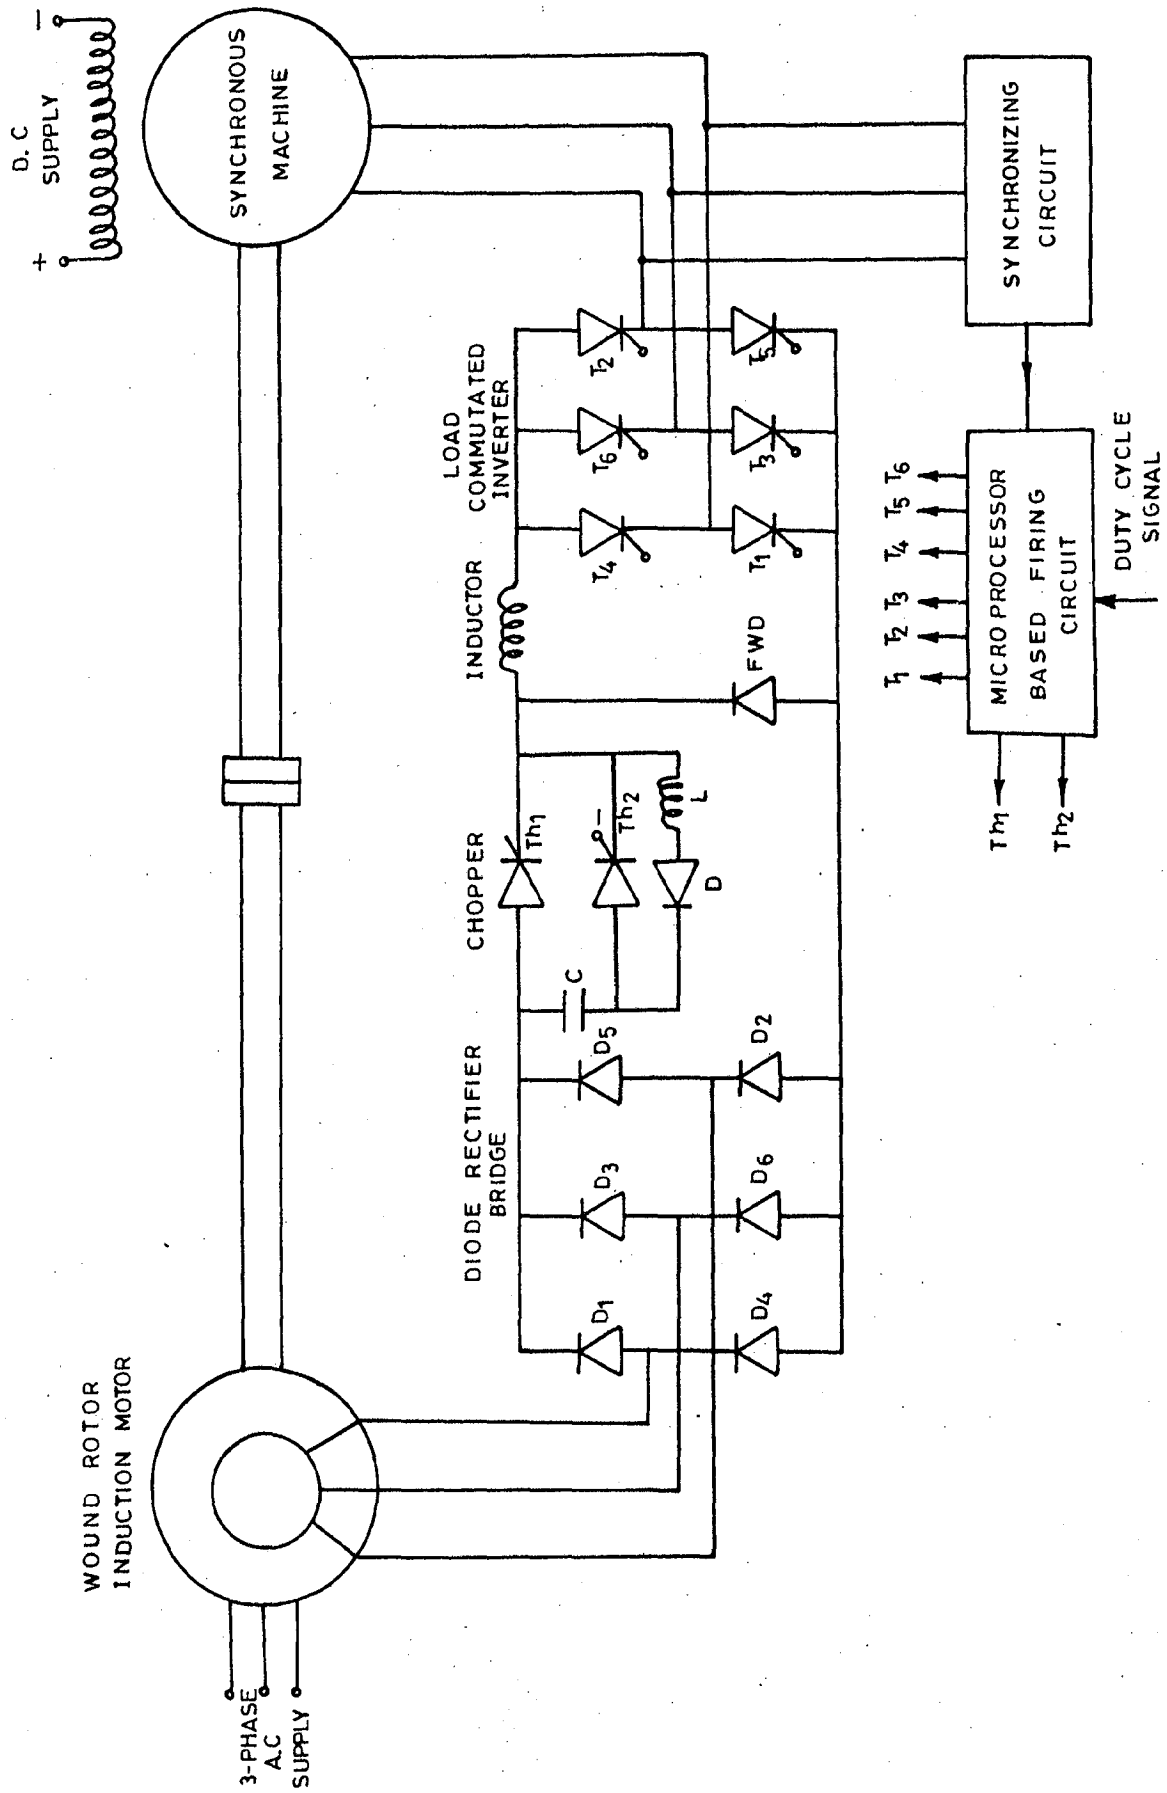 D.C
SUPPLY
+
−
WOUND ROTOR
INDUCTION MOTOR
SYNCHRONOUS
MACHINE
3-PHASE
A.C
SUPPLY
DIODE RECTIFIER
BRIDGE
CHOPPER
INDUCTOR
LOAD
COMMUTATED
INVERTER
D1
D3
D5
C
Th1
Th2
−
L
D
T4
T6
T2
D4
D6
D2
FWD
T1
T3
T5
T1 T2 T3 T4 T5 T6
Th1
Th2
MICROPROCESSOR
BASED FIRING
CIRCUIT
SYNCHRONIZING
CIRCUIT
DUTY CYCLE
SIGNAL